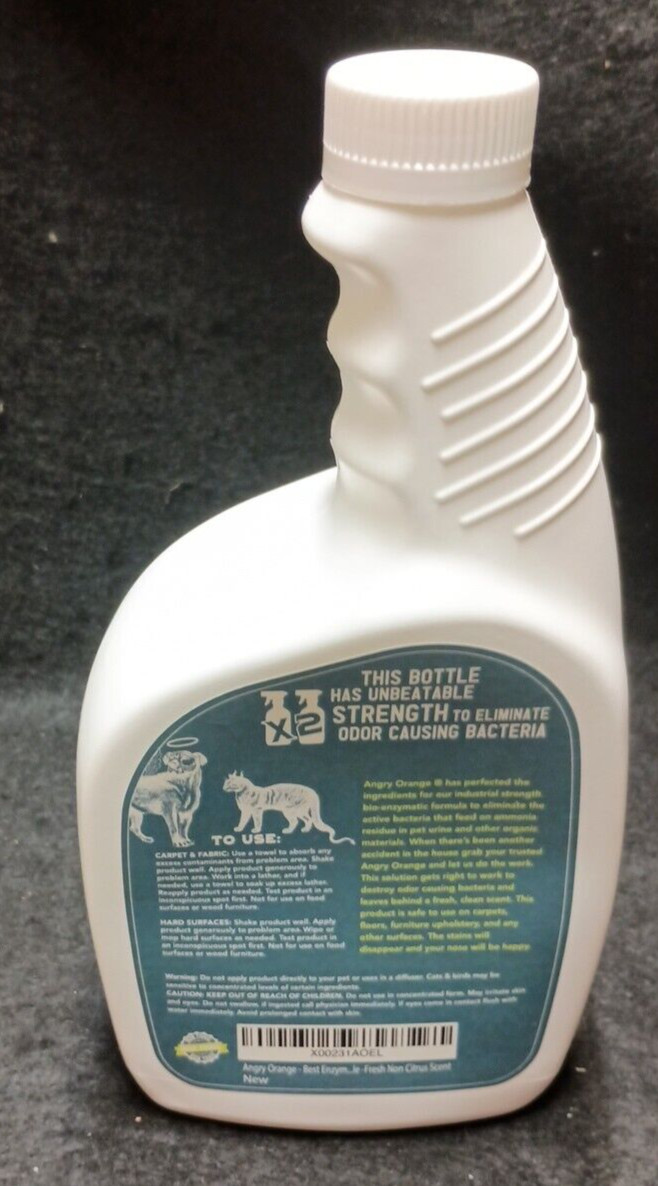 THIS BOTTLE
HAS UNBEATABLE
STRENGTH TO ELIMINATE
ODOR CAUSING BACTERIA
X2
TO USE:
CARPET & FABRIC: Use a towel to absorb any
excess contaminants from problem area. Shake
product well. Apply product generously to
problem area. Work into a lather, and if
needed, use a towel to soak up excess lather.
Reapply product as needed. Test product in an
inconspicuous spot first. Not for use on food
surfaces or wood furniture.
HARD SURFACES: Shake product well. Apply
product generously to problem area. Wipe or
mop hard surfaces as needed. Test product in
an inconspicuous spot first. Not for use on food
surfaces or wood furniture.
Angry Orange ® has perfected the
ingredients for our industrial strength
bio-enzymatic formula to eliminate the
active bacteria that feed on ammonia
residue in pet urine and other organic
materials. When there's been another
accident in the house grab your trusted
Angry Orange and let us do the work.
This solution gets right to work to
destroy odor causing bacteria and
leaves behind a fresh, clean scent. This
product is safe to use on carpets,
floors, furniture upholstery, and any
other surfaces. The stains will
disappear and your nose will be happy.
Warning: Do not apply product directly to your pet or uses in a diffuser. Cats & birds may be
sensitive to concentrated levels of certain ingredients.
CAUTION: KEEP OUT OF REACH OF CHILDREN. Do not use in concentrated form. May irritate skin
and eyes. Do not swallow, if ingested call physician immediately. If eyes come in contact flush with
water immediately. Avoid prolonged contact with skin.
X00231AOEL
Angry Orange - Best Enzym...le -Fresh Non Citrus Scent
New